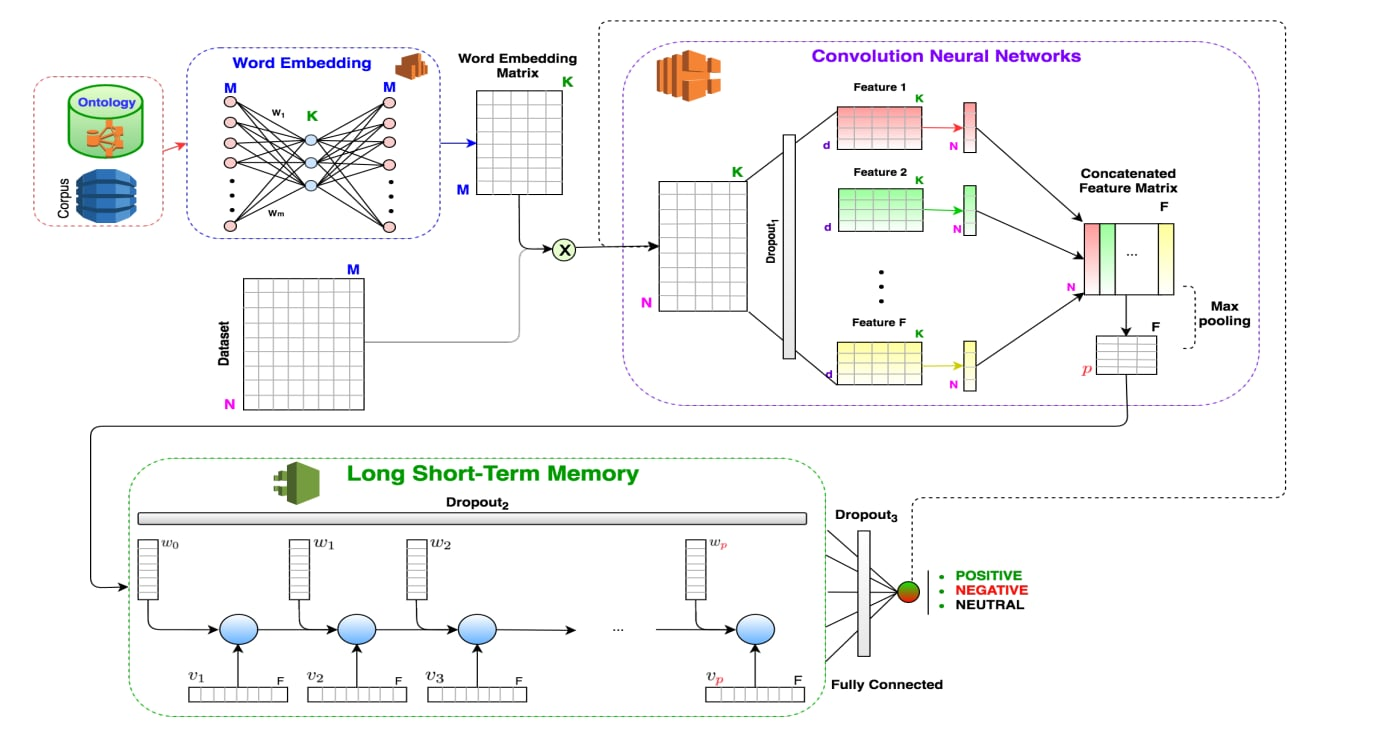 Ontology
Corpus
Word Embedding
M
M
W1
K
Wm
Word Embedding
Matrix
K
M
M
Dataset
N
X
Convolution Neural Networks
K
N
Dropout1
Feature 1
K
d
N
Feature 2
K
d
N
Feature F
K
d
N
Concatenated
Feature Matrix
F
...
N
Max
pooling
F
p
Long Short-Term Memory
Dropout2
w0
w1
w2
wp
...
v1
F
v2
F
v3
F
vp
F
Dropout3
• POSITIVE
• NEGATIVE
• NEUTRAL
Fully Connected